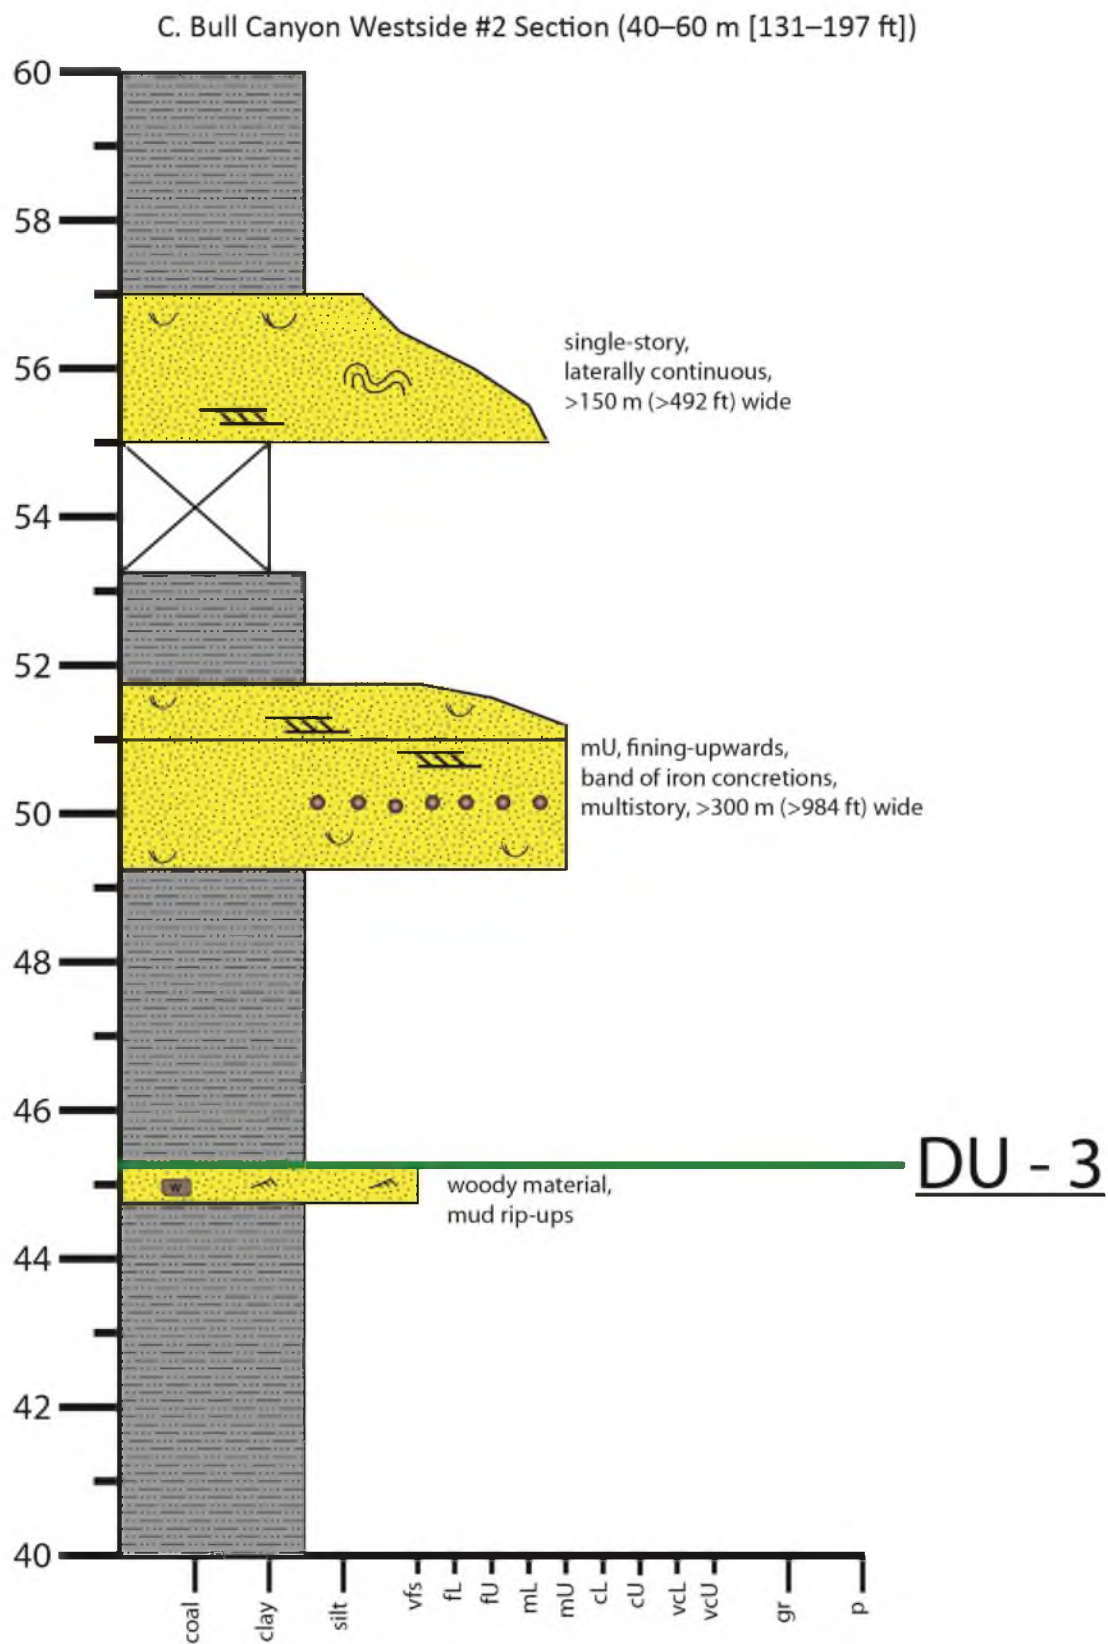 C. Bull Canyon Westside #2 Section (40–60 m [131–197 ft])
60
58
single-story,
laterally continuous,
>150 m (>492 ft) wide
56
54
52
mU, fining-upwards,
band of iron concretions,
multistory, >300 m (>984 ft) wide
50
48
46
DU - 3
W
woody material,
mud rip-ups
44
42
40
coal
clay
silt
vfs
fL
fU
mL
mU
cL
cU
vcL
vcU
gr
p